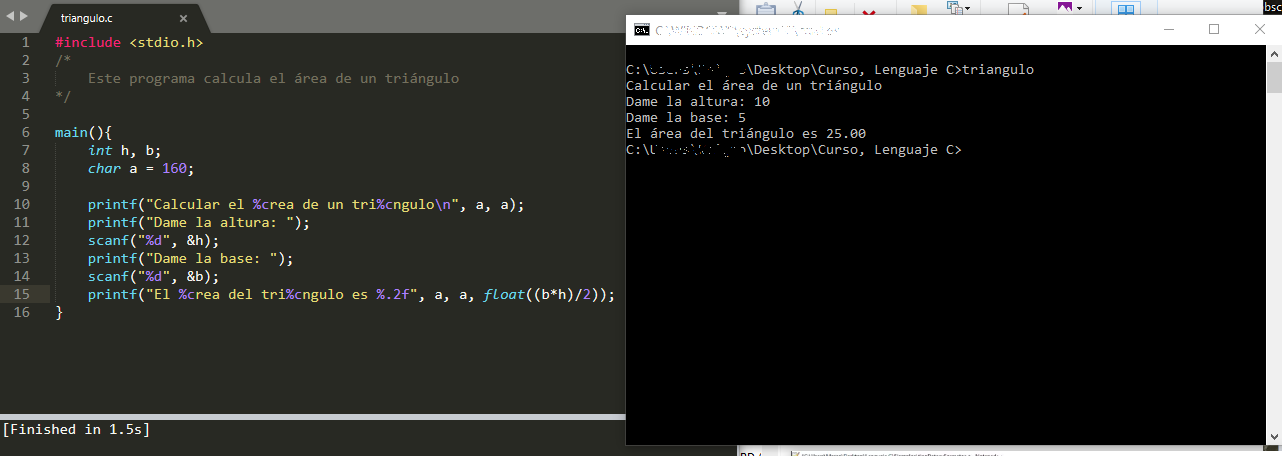 triangulo.c
1 #include <stdio.h>
2 /*
3 Este programa calcula el área de un triángulo
4 */
5
6 main(){
7 int h, b;
8 char a = 160;
9
10 printf("Calcular el %crea de un tri%cngulo\n", a, a);
11 printf("Dame la altura: ");
12 scanf("%d", &h);
13 printf("Dame la base: ");
14 scanf("%d", &b);
15 printf("El %crea del tri%cngulo es %.2f", a, a, float((b*h)/2));
16 }
[Finished in 1.5s]
bsc
C:\ \Desktop\Curso, Lenguaje C>triangulo
Calcular el área de un triángulo
Dame la altura: 10
Dame la base: 5
El área del triángulo es 25.00
C:\ \Desktop\Curso, Lenguaje C>